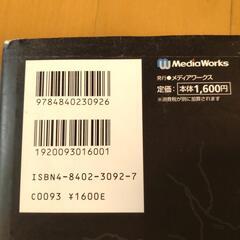 9784840230926
1920093016001
ISBN4-8402-3092-7
C0093 ¥1600E
MediaWorks
発行●メディアワークス
定価：本体1,600円
※消費税が別に加算されます